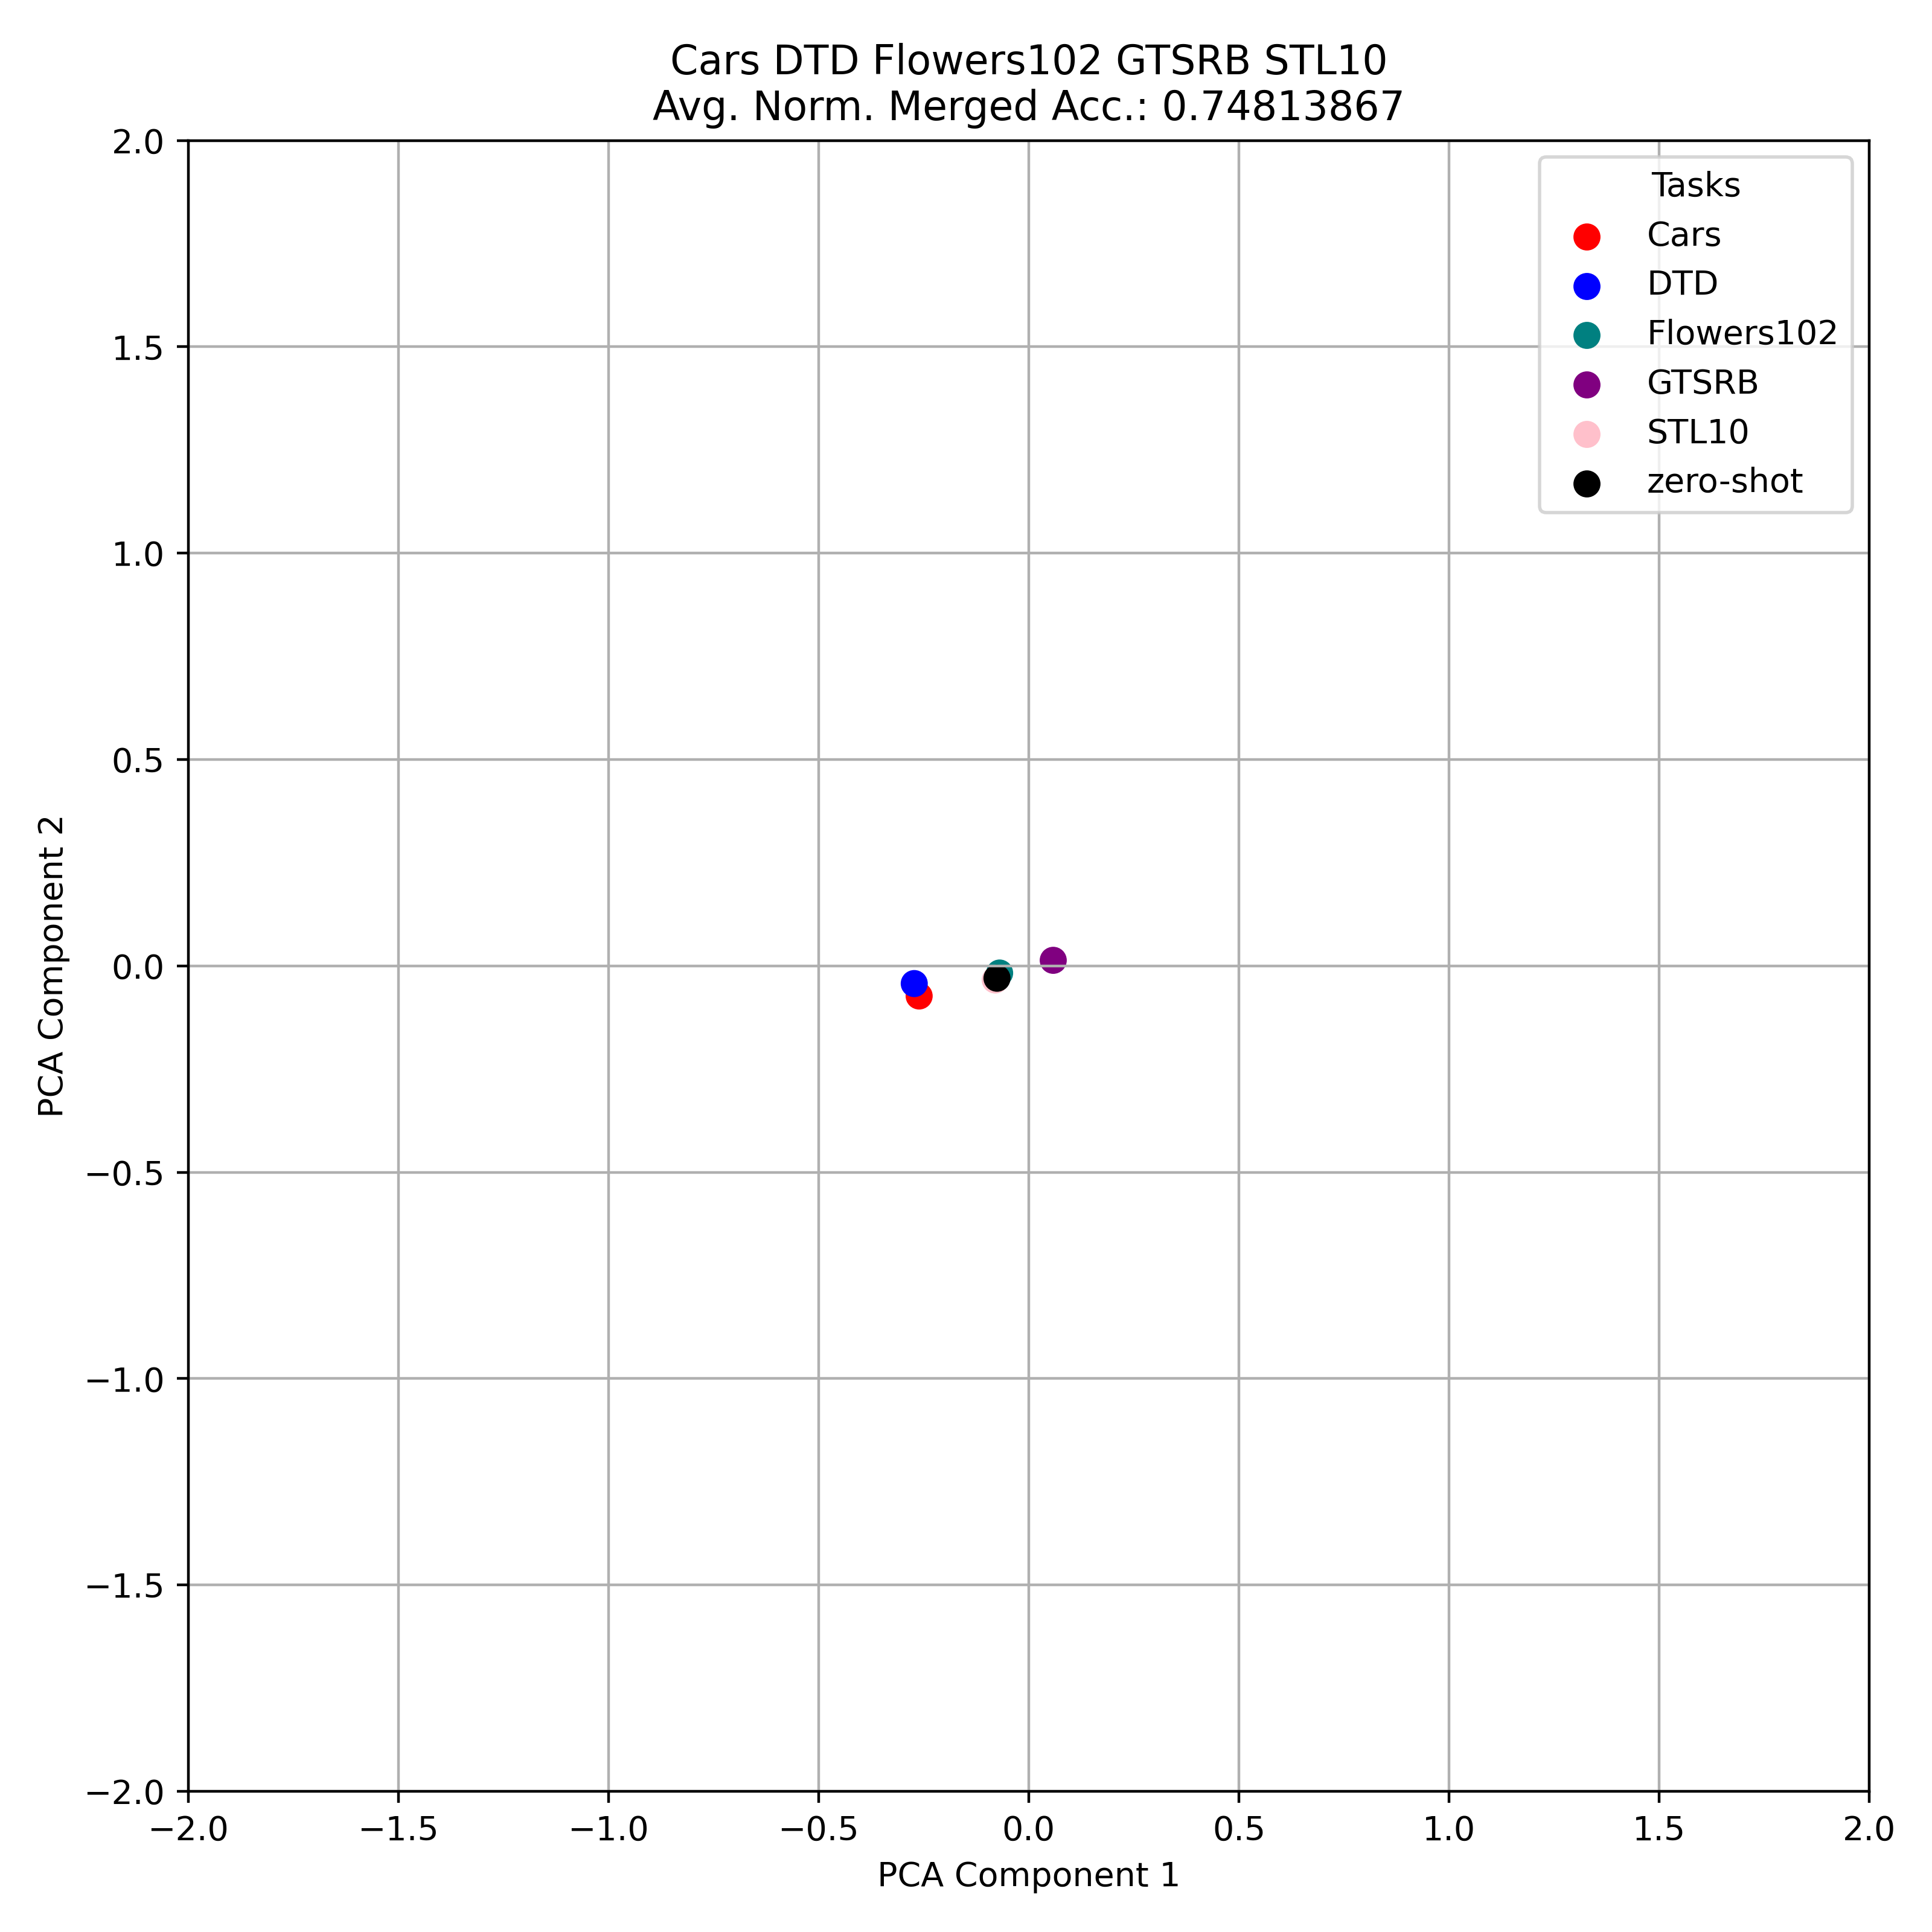 Cars DTD Flowers102 GTSRB STL10
Avg. Norm. Merged Acc.: 0.74813867
2.0
1.5
1.0
0.5
0.0
−0.5
−1.0
−1.5
−2.0
PCA Component 2
Tasks
Cars
DTD
Flowers102
GTSRB
STL10
zero-shot
−2.0 −1.5 −1.0 −0.5 0.0 0.5 1.0 1.5 2.0
PCA Component 1